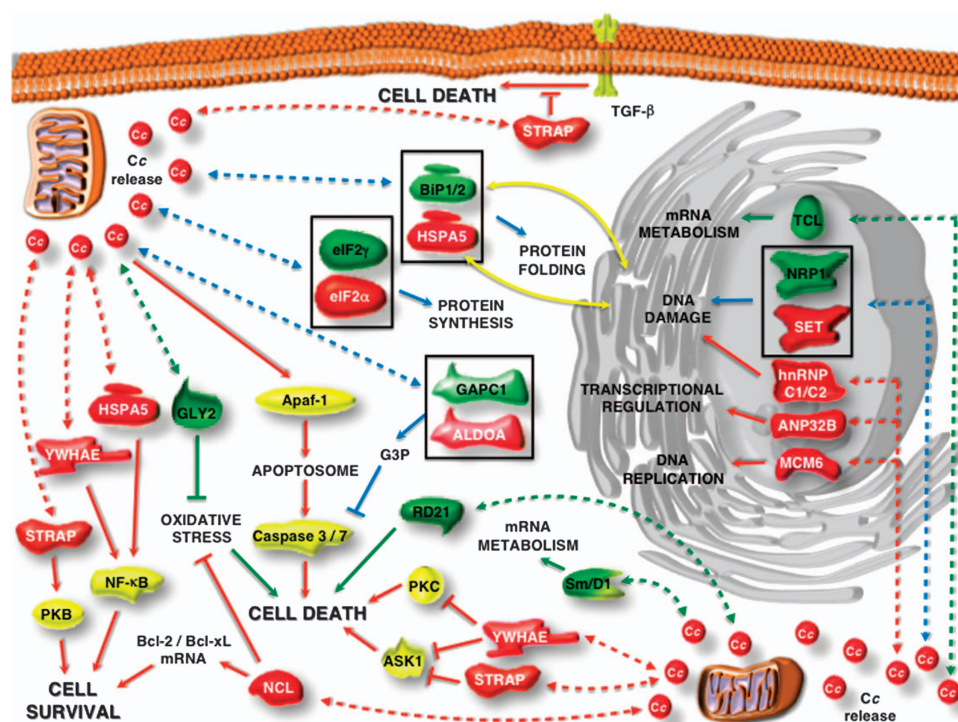 CELL DEATH
TGF-β
STRAP
Cc
Cc
Cc
release
Cc
Cc
Cc
Cc
Cc
BiP1/2
HSPA5
PROTEIN
FOLDING
eIF2γ
eIF2α
PROTEIN
SYNTHESIS
mRNA
METABOLISM
TCL
NRP1
DNA
DAMAGE
SET
hnRNP
C1/C2
TRANSCRIPTIONAL
REGULATION
ANP32B
DNA
REPLICATION
MCM6
GAPC1
ALDOA
G3P
HSPA5
GLY2
Apaf-1
YWHAE
APOPTOSOME
STRAP
OXIDATIVE
STRESS
Caspase 3 / 7
RD21
mRNA
METABOLISM
Sm/D1
NF-κB
PKB
CELL DEATH
PKC
YWHAE
ASK1
STRAP
Bcl-2 / Bcl-xL
mRNA
NCL
CELL
SURVIVAL
Cc
Cc
Cc
Cc
Cc
Cc
Cc
Cc
Cc
Cc
Cc
Cc
release